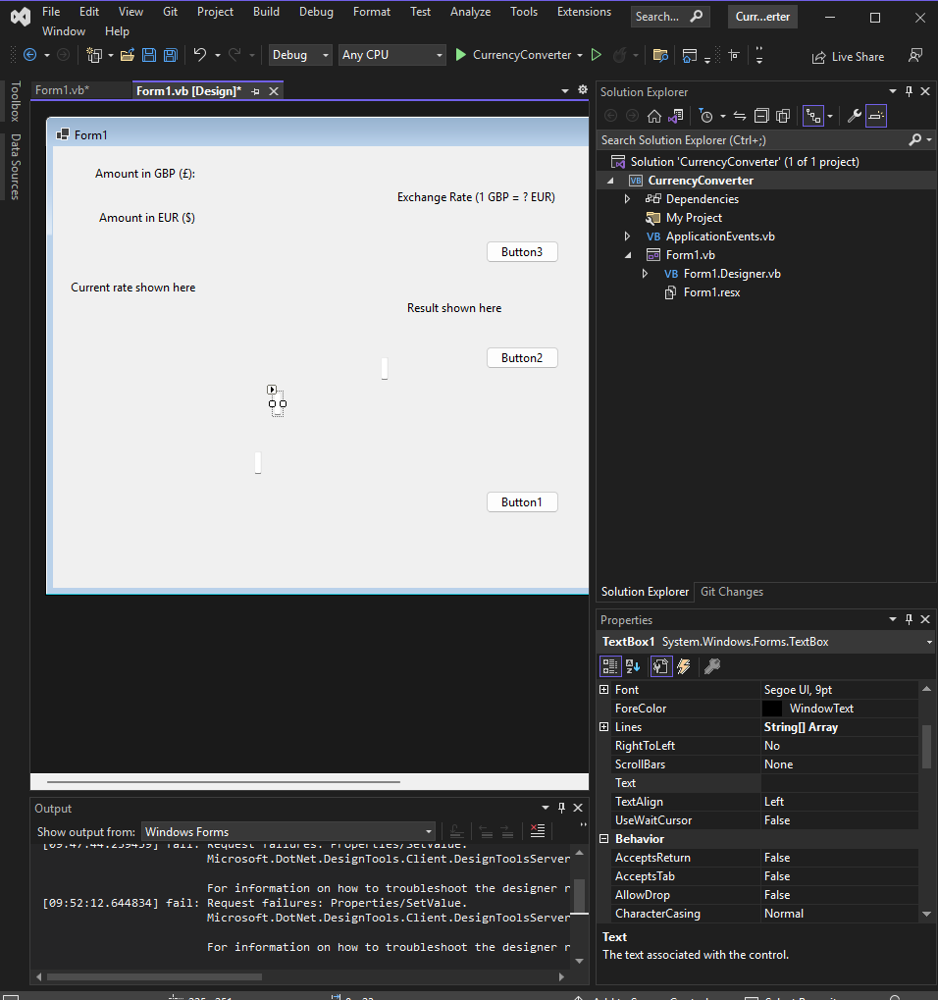 File Edit View Git Project Build Debug Format Test Analyze Tools Extensions Search... Curr...erter
Window Help
Debug Any CPU CurrencyConverter Live Share
Toolbox
Data Sources
Form1.vb* Form1.vb [Design]*
Form1
Amount in GBP (£):
Exchange Rate (1 GBP = ? EUR)
Amount in EUR ($)
Button3
Current rate shown here
Result shown here
Button2
Button1
Solution Explorer
Search Solution Explorer (Ctrl+;)
Solution 'CurrencyConverter' (1 of 1 project)
VB CurrencyConverter
Dependencies
My Project
VB ApplicationEvents.vb
Form1.vb
VB Form1.Designer.vb
Form1.resx
Solution Explorer Git Changes
Properties
TextBox1 System.Windows.Forms.TextBox
Font Segoe UI, 9pt
ForeColor WindowText
Lines String[] Array
RightToLeft No
ScrollBars None
Text
TextAlign Left
UseWaitCursor False
Behavior
AcceptsReturn False
AcceptsTab False
AllowDrop False
CharacterCasing Normal
Text
The text associated with the control.
Output
Show output from: Windows Forms
[09:47:44.259459] fail: Request failures: Properties/SetValue.
Microsoft.DotNet.DesignTools.Client.DesignToolsServer
For information on how to troubleshoot the designer r
[09:52:12.644834] fail: Request failures: Properties/SetValue.
Microsoft.DotNet.DesignTools.Client.DesignToolsServer
For information on how to troubleshoot the designer r